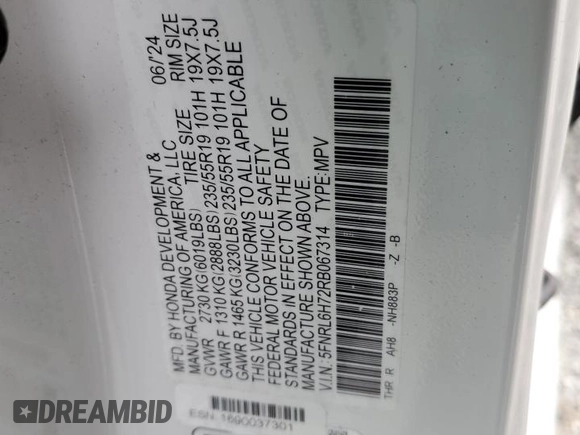 MFD. BY HONDA DEVELOPMENT &
MANUFACTURING OF AMERICA, LLC 06/24
TIRE SIZE RIM SIZE
GVWR 2730 KG(6019LBS)
GAWR F 1310 KG(2888LBS) 235/55R19 101H 19X7.5J
GAWR R 1465 KG(3230LBS) 235/55R19 101H 19X7.5J
THIS VEHICLE CONFORMS TO ALL APPLICABLE
FEDERAL MOTOR VEHICLE SAFETY
STANDARDS IN EFFECT ON THE DATE OF
MANUFACTURE SHOWN ABOVE.
V.I.N.: 5FNRL6H72RB067314 TYPE: MPV
THR R AH8 -NH883P -Z -B
ESN: 1690037301
DREAMBID